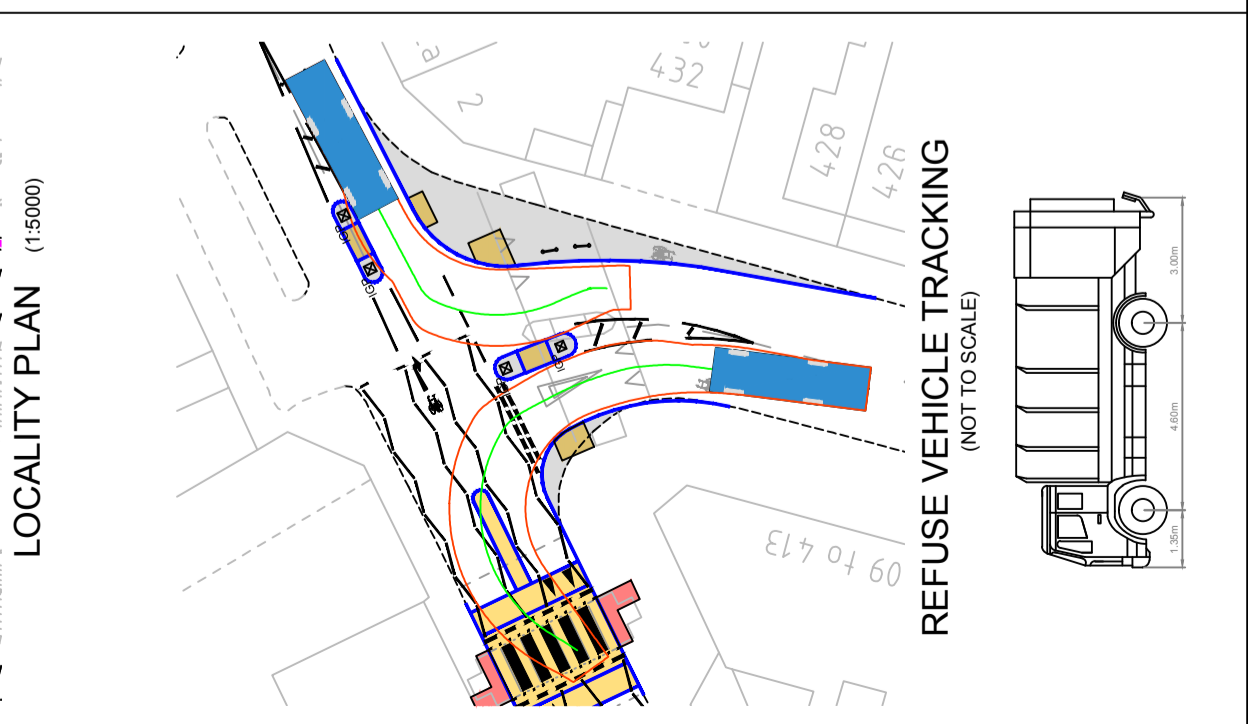 LOCALITY PLAN
(1:5000)
a
2
432
428
426
09 to 413
REFUSE VEHICLE TRACKING
(NOT TO SCALE)
3.00m
4.60m
1.35m